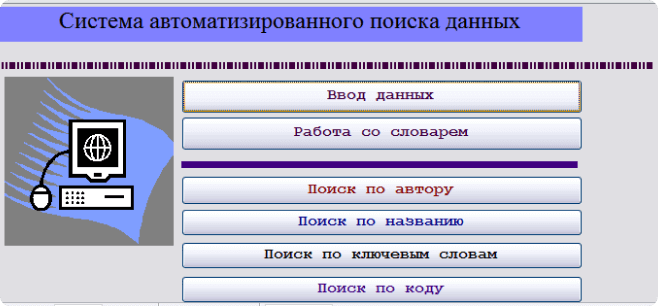 Система автоматизированного поиска данных
Ввод данных
Работа со словарем
Поиск по автору
Поиск по названию
Поиск по ключевым словам
Поиск по коду